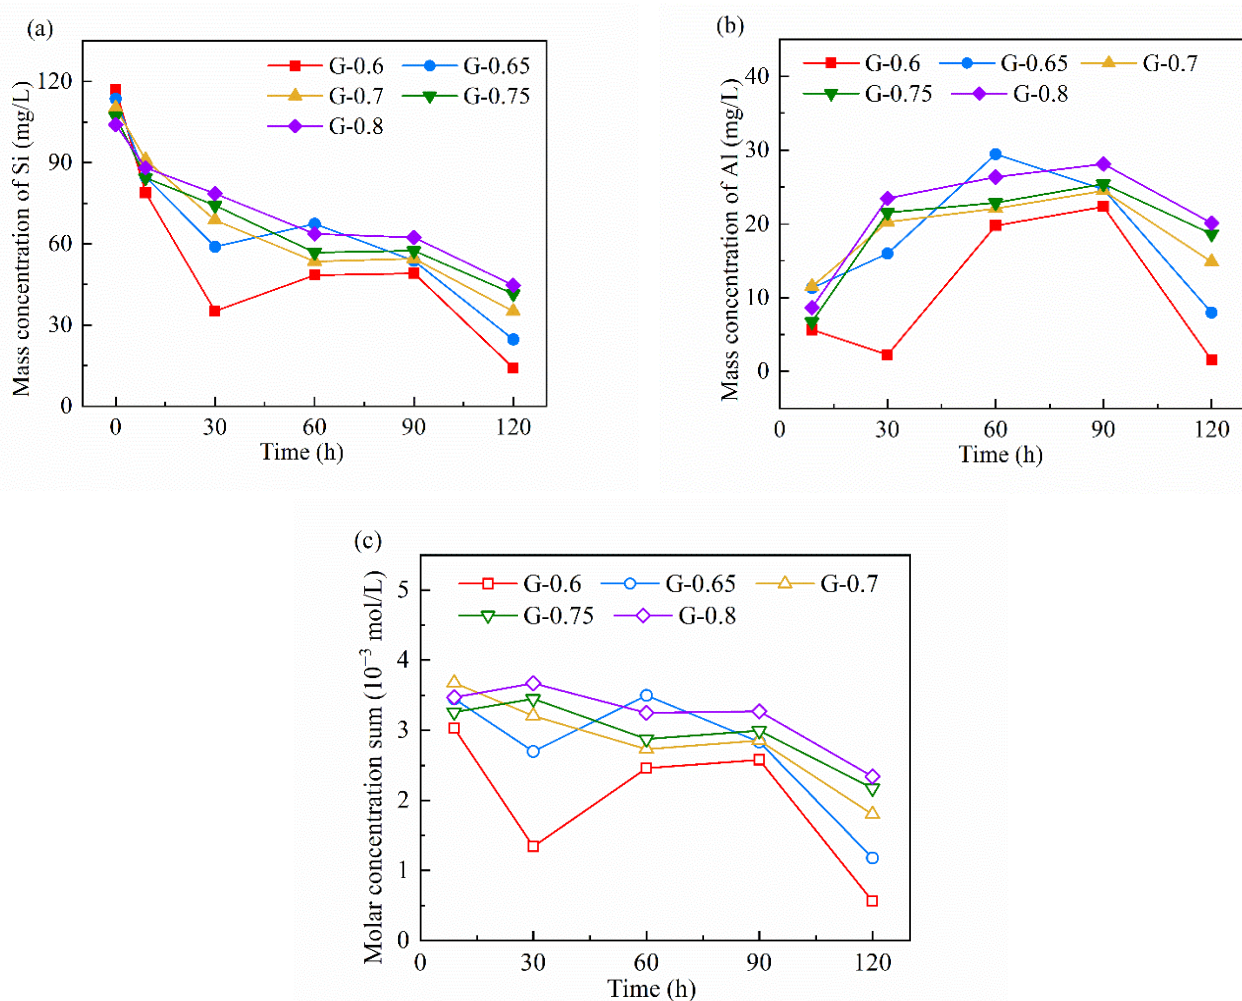 (a)
G-0.6 G-0.65
G-0.7 G-0.75
G-0.8
Mass concentration of Si (mg/L)
120
90
60
30
0
0 30 60 90 120
Time (h)
(b)
G-0.6 G-0.65 G-0.7
G-0.75 G-0.8
Mass concentration of Al (mg/L)
40
30
20
10
0
0 30 60 90 120
Time (h)
(c)
G-0.6 G-0.65 G-0.7
G-0.75 G-0.8
Molar concentration sum (10⁻³ mol/L)
5
4
3
2
1
0
0 30 60 90 120
Time (h)